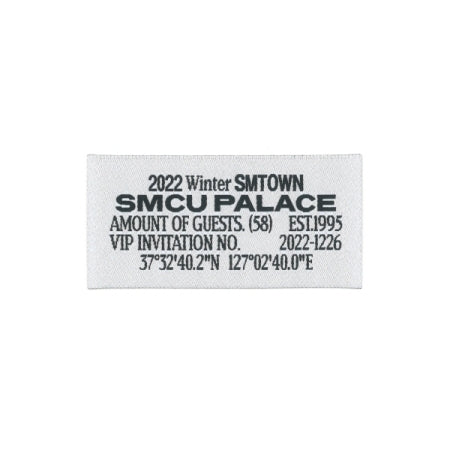 2022 Winter SMTOWN
SMCU PALACE
AMOUNT OF GUESTS. (58) EST.1995
VIP INVITATION NO. 2022-1226
37°32'40.2"N 127°02'40.0"E